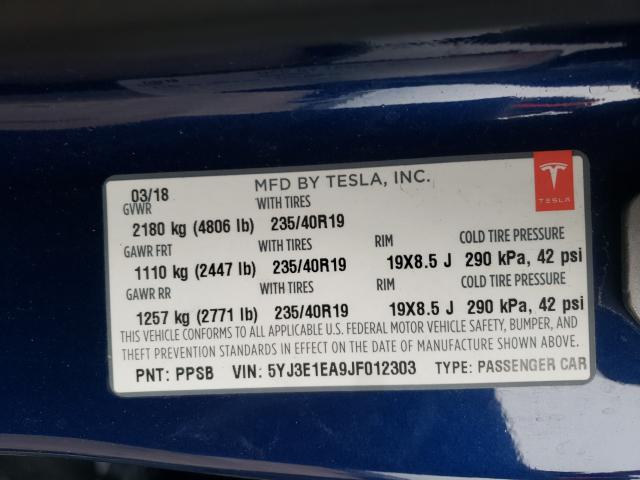 03/18 MFD BY TESLA, INC.
GVWR WITH TIRES
2180 kg (4806 lb) 235/40R19
GAWR FRT WITH TIRES RIM COLD TIRE PRESSURE
1110 kg (2447 lb) 235/40R19 19X8.5 J 290 kPa, 42 psi
GAWR RR WITH TIRES RIM COLD TIRE PRESSURE
1257 kg (2771 lb) 235/40R19 19X8.5 J 290 kPa, 42 psi
THIS VEHICLE CONFORMS TO ALL APPLICABLE U.S. FEDERAL MOTOR VEHICLE SAFETY, BUMPER, AND
THEFT PREVENTION STANDARDS IN EFFECT ON THE DATE OF MANUFACTURE SHOWN ABOVE.
PNT: PPSB VIN: 5YJ3E1EA9JF012303 TYPE: PASSENGER CAR
TESLA